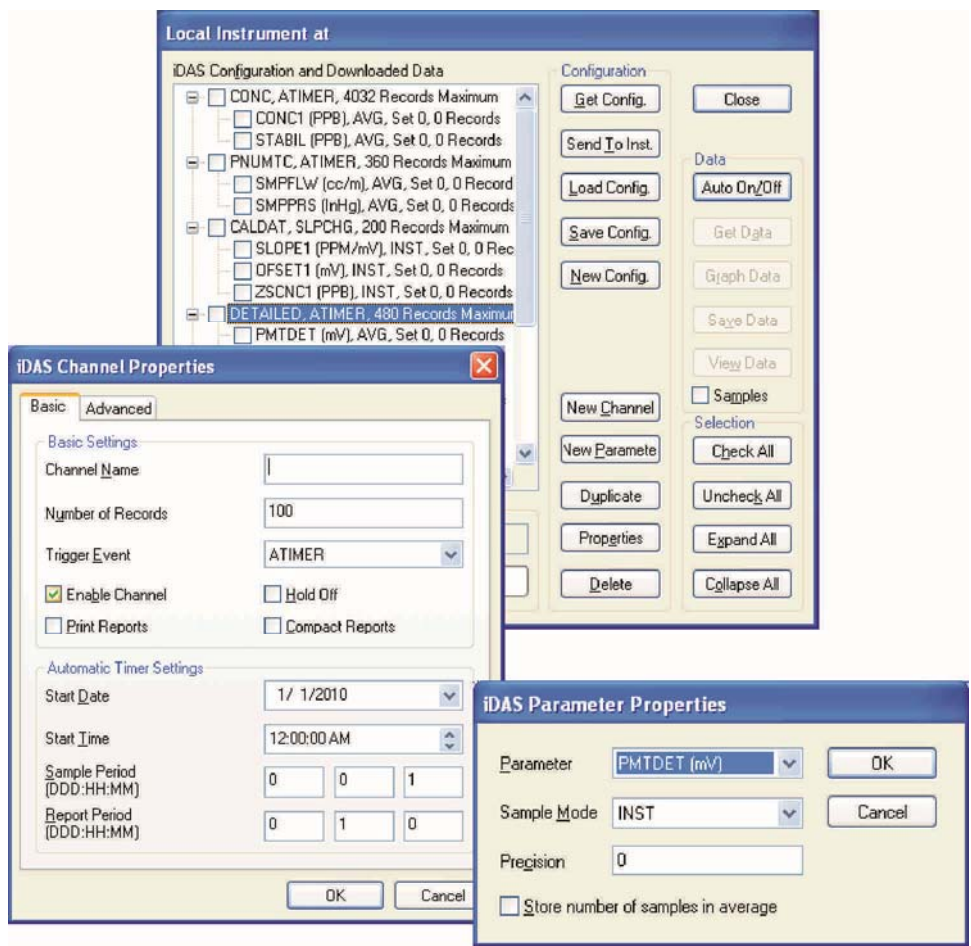 Local Instrument at
iDAS Configuration and Downloaded Data
CONC, ATIMER, 4032 Records Maximum
CONC1 (PPB), AVG, Set 0, 0 Records
STABIL (PPB), AVG, Set 0, 0 Records
PNUMTC, ATIMER, 360 Records Maximum
SMPFLW (cc/m), AVG, Set 0, 0 Record
SMPPRS (InHg), AVG, Set 0, 0 Records
CALDAT, SLPCHG, 200 Records Maximum
SLOPE1 (PPM/mV), INST, Set 0, 0 Rec
OFSET1 (mV), INST, Set 0, 0 Records
ZSCNC1 (PPB), INST, Set 0, 0 Records
DETAILED, ATIMER, 480 Records Maximur
PMTDET (mV), AVG, Set 0, 0 Records
Configuration
Get Config.
Send To Inst.
Load Config.
Save Config.
New Config.
New Channel
New Paramete
Duplicate
Properties
Delete
Close
Data
Auto On/Off
Get Data
Graph Data
Save Data
View Data
Samples
Selection
Check All
Uncheck All
Expand All
Collapse All
iDAS Channel Properties
Basic
Advanced
Basic Settings
Channel Name
Number of Records
100
Trigger Event
ATIMER
Enable Channel
Hold Off
Print Reports
Compact Reports
Automatic Timer Settings
Start Date
1/ 1/2010
Start Time
12:00:00 AM
Sample Period
(DDD:HH:MM)
0 0 1
Report Period
(DDD:HH:MM)
0 1 0
OK
Cancel
iDAS Parameter Properties
Parameter
PMTDET (mV)
OK
Sample Mode
INST
Cancel
Precision
0
Store number of samples in average